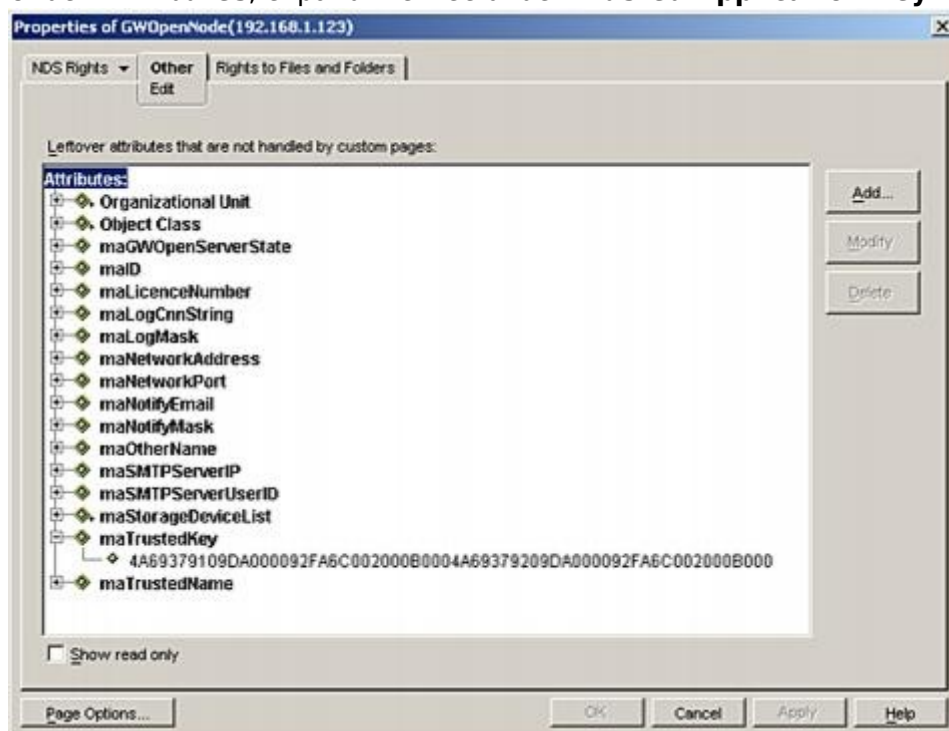 Properties of GWOpenNode(192.168.1.123)
NDS Rights Other Rights to Files and Folders
Edit
Leftover attributes that are not handled by custom pages:
Attributes:
Organizational Unit
Object Class
maGWOpenServerState
maID
maLicenceNumber
maLogCnnString
maLogMask
maNetworkAddress
maNetworkPort
maNotifyEmail
maNotifyMask
maOtherName
maSMTPServerIP
maSMTPServerUserID
maStorageDeviceList
maTrustedKey
4A69379109DA000092FA6C002000B0004A69379209DA000092FA6C002000B000
maTrustedName
Add...
Modify
Delete
Show read only
Page Options... OK Cancel Apply Help